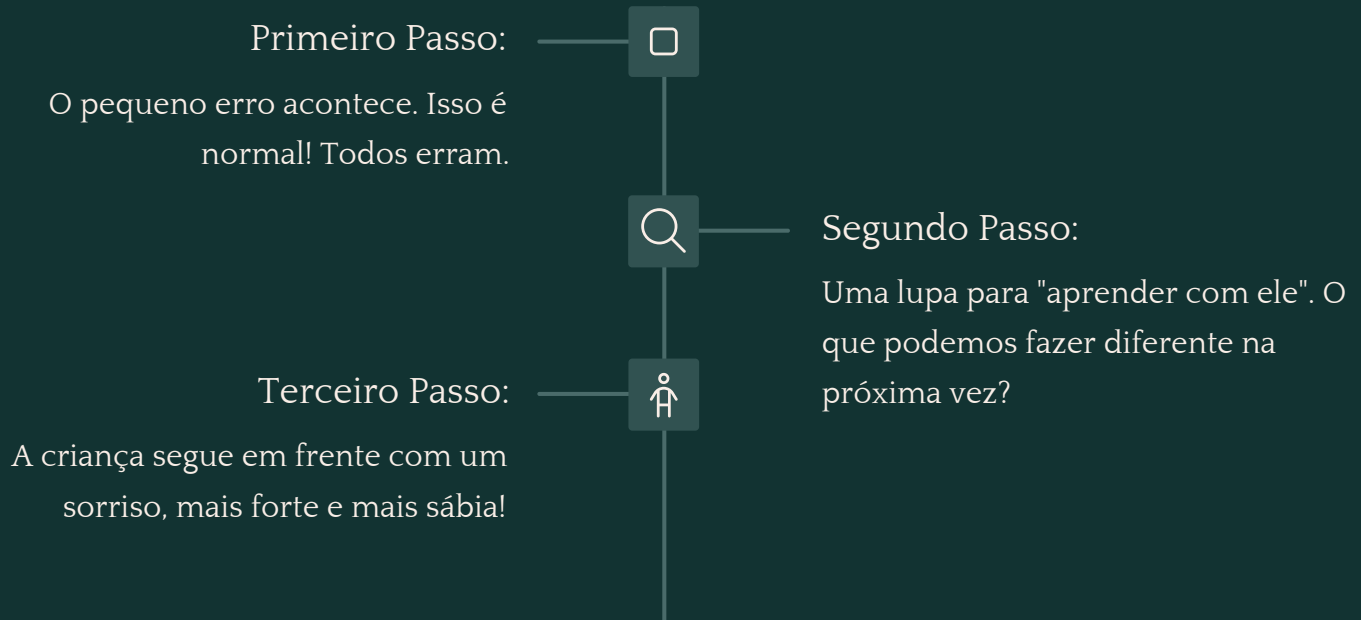 Primeiro Passo:
O pequeno erro acontece. Isso é
normal! Todos erram.
Segundo Passo:
Uma lupa para "aprender com ele". O
que podemos fazer diferente na
próxima vez?
Terceiro Passo:
A criança segue em frente com um
sorriso, mais forte e mais sábia!